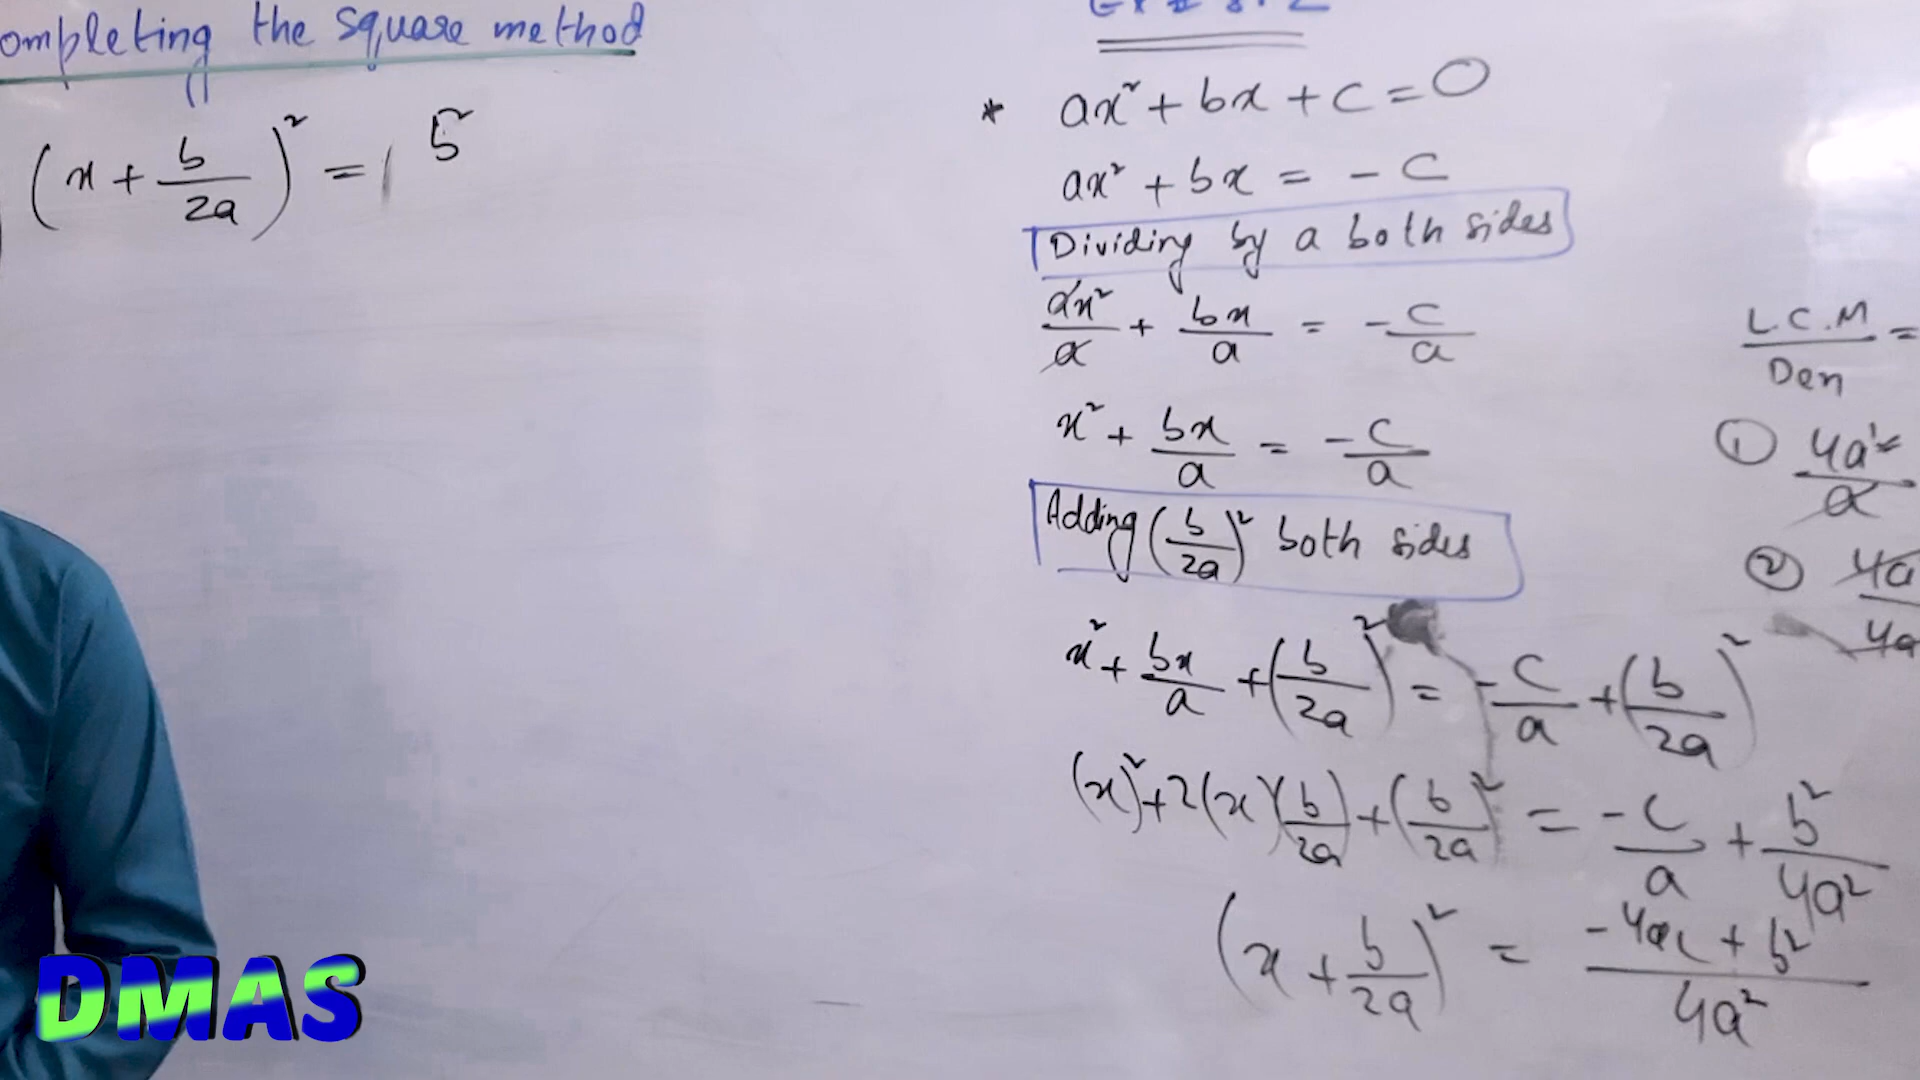 ompleting the square method
(x + b/2a)² = b²
* ax² + bx + c = 0
ax² + bx = - c
Dividing by a both sides
ax²/a + bx/a = - c/a
x² + bx/a = - c/a
Adding (b/2a)² both sides
x² + bx/a + (b/2a)² = - c/a + (b/2a)²
(x)² + 2(x)(b/2a) + (b/2a)² = - c/a + b²/4a²
(x + b/2a)² = - 4ac + b²/4a²
L.C.M/Den =
① 4a²/a
② 4a/4a
DMAS